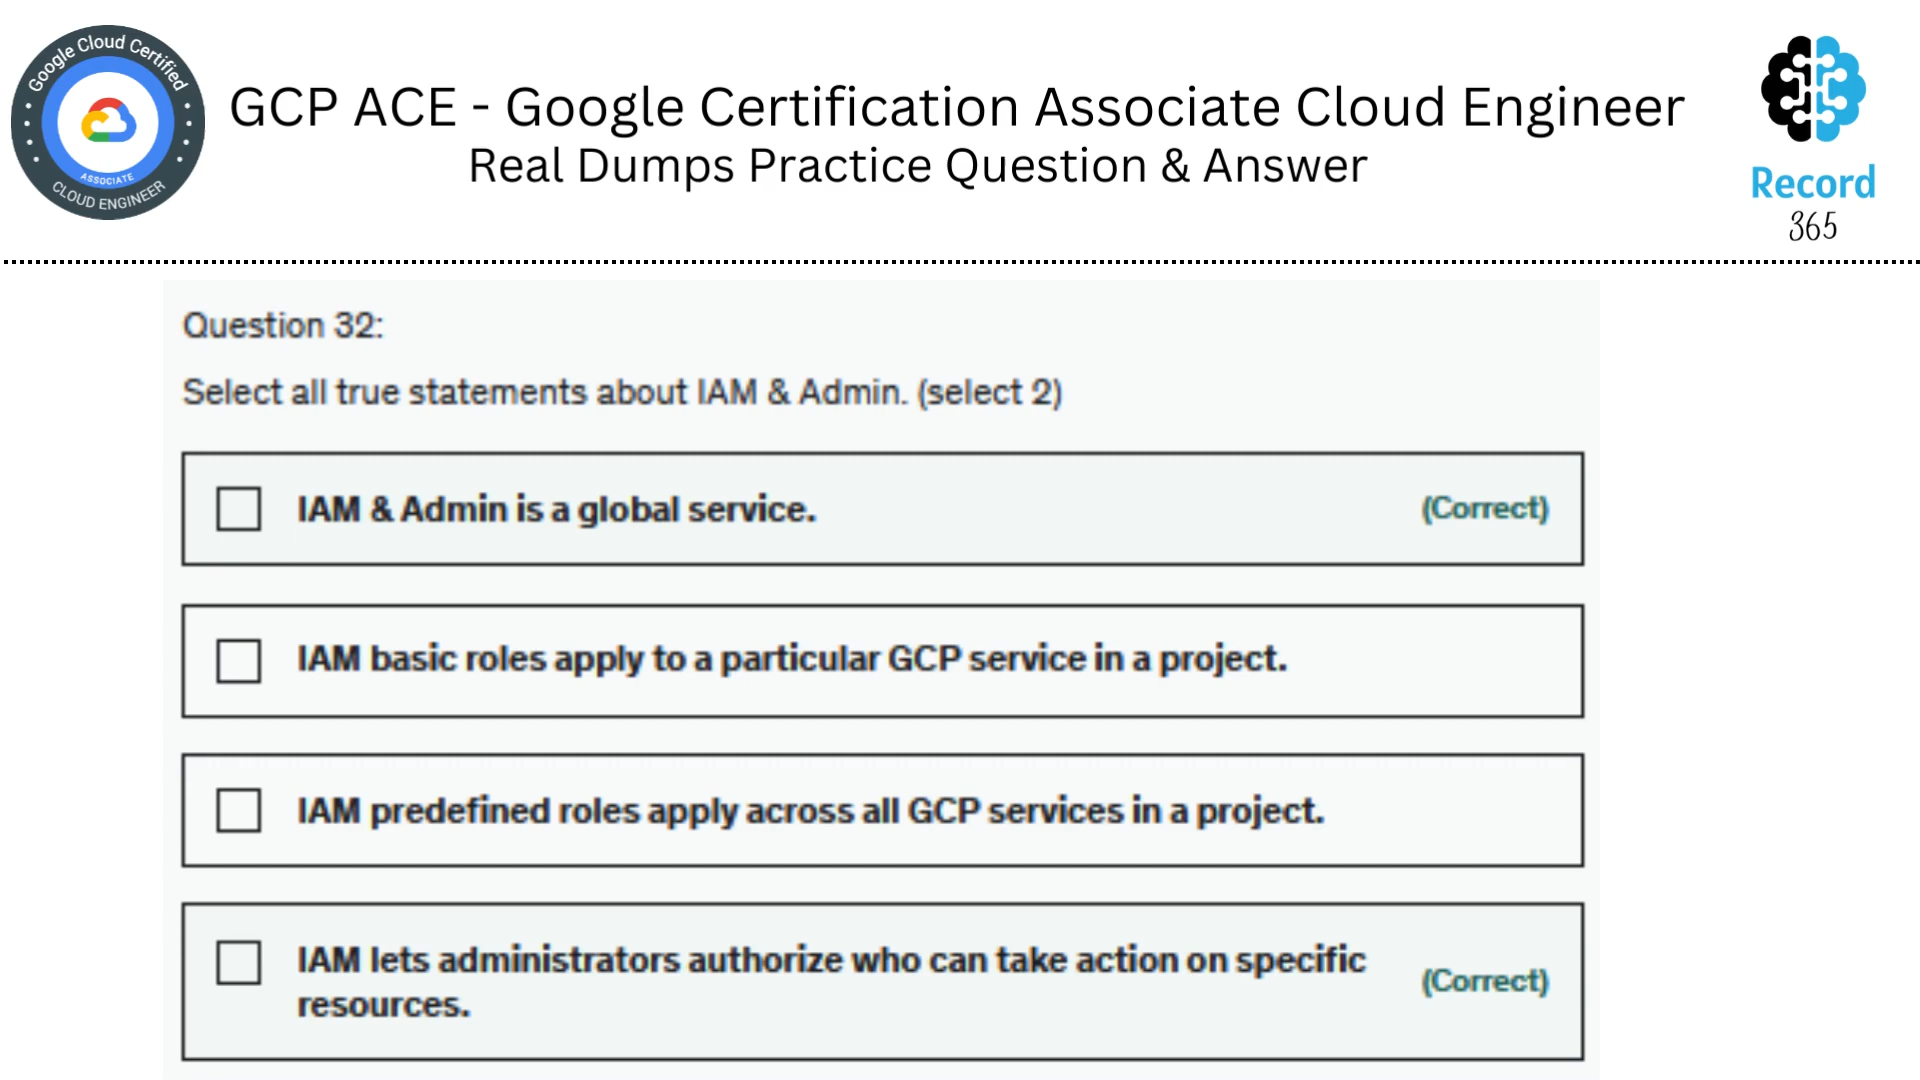 Google Cloud Certified
ASSOCIATE
CLOUD ENGINEER
GCP ACE - Google Certification Associate Cloud Engineer
Real Dumps Practice Question & Answer
Record
365
Question 32:
Select all true statements about IAM & Admin. (select 2)
IAM & Admin is a global service.
(Correct)
IAM basic roles apply to a particular GCP service in a project.
IAM predefined roles apply across all GCP services in a project.
IAM lets administrators authorize who can take action on specific
resources.
(Correct)